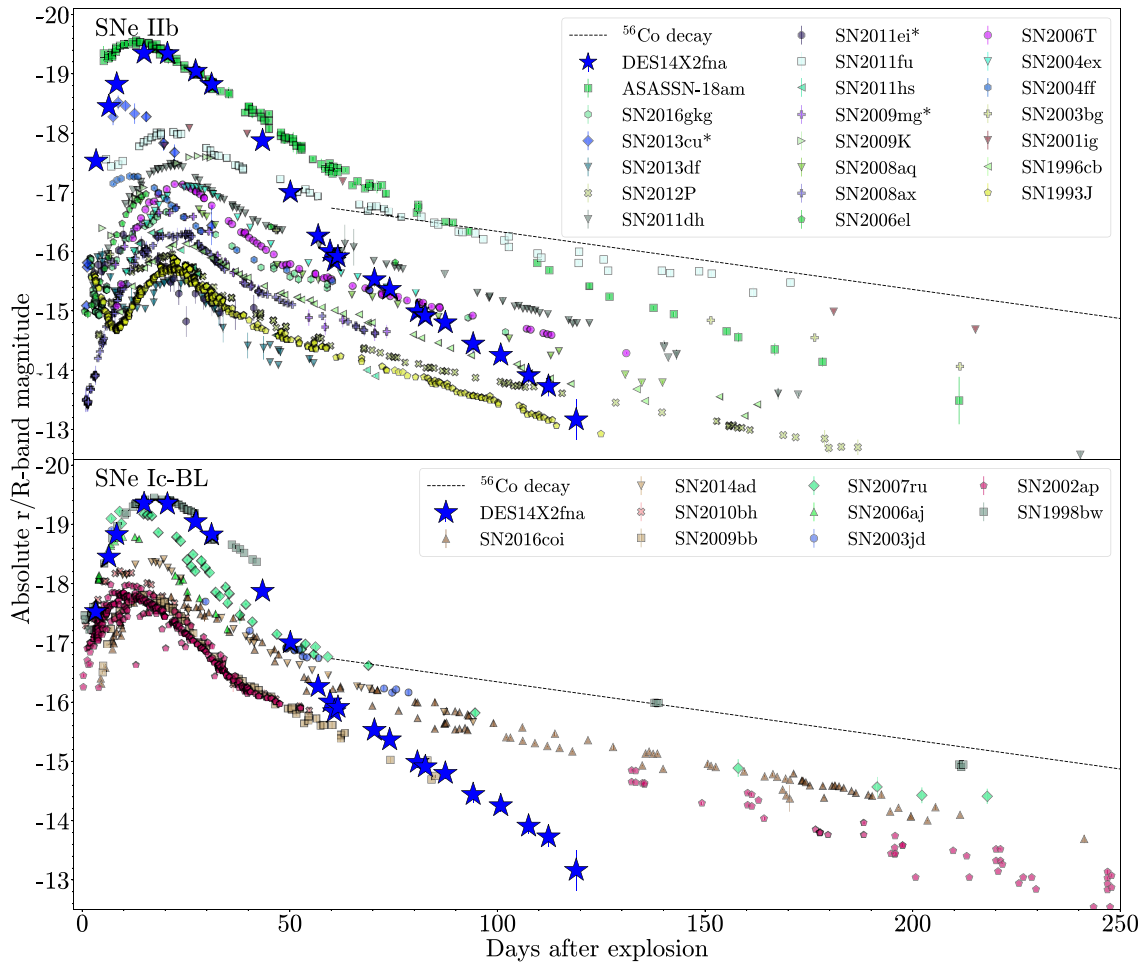 Absolute r/R-band magnitude
SNe IIb
-20
-19
-18
-17
-16
-15
-14
-13
⁵⁶Co decay
DES14X2fna
ASASSN-18am
SN2016gkg
SN2013cu*
SN2013df
SN2012P
SN2011dh
SN2011ei*
SN2011fu
SN2011hs
SN2009mg*
SN2009K
SN2008aq
SN2008ax
SN2006el
SN2006T
SN2004ex
SN2004ff
SN2003bg
SN2001ig
SN1996cb
SN1993J
SNe Ic-BL
-20
-19
-18
-17
-16
-15
-14
-13
⁵⁶Co decay
DES14X2fna
SN2016coi
SN2014ad
SN2010bh
SN2009bb
SN2007ru
SN2006aj
SN2003jd
SN2002ap
SN1998bw
0 50 100 150 200 250
Days after explosion